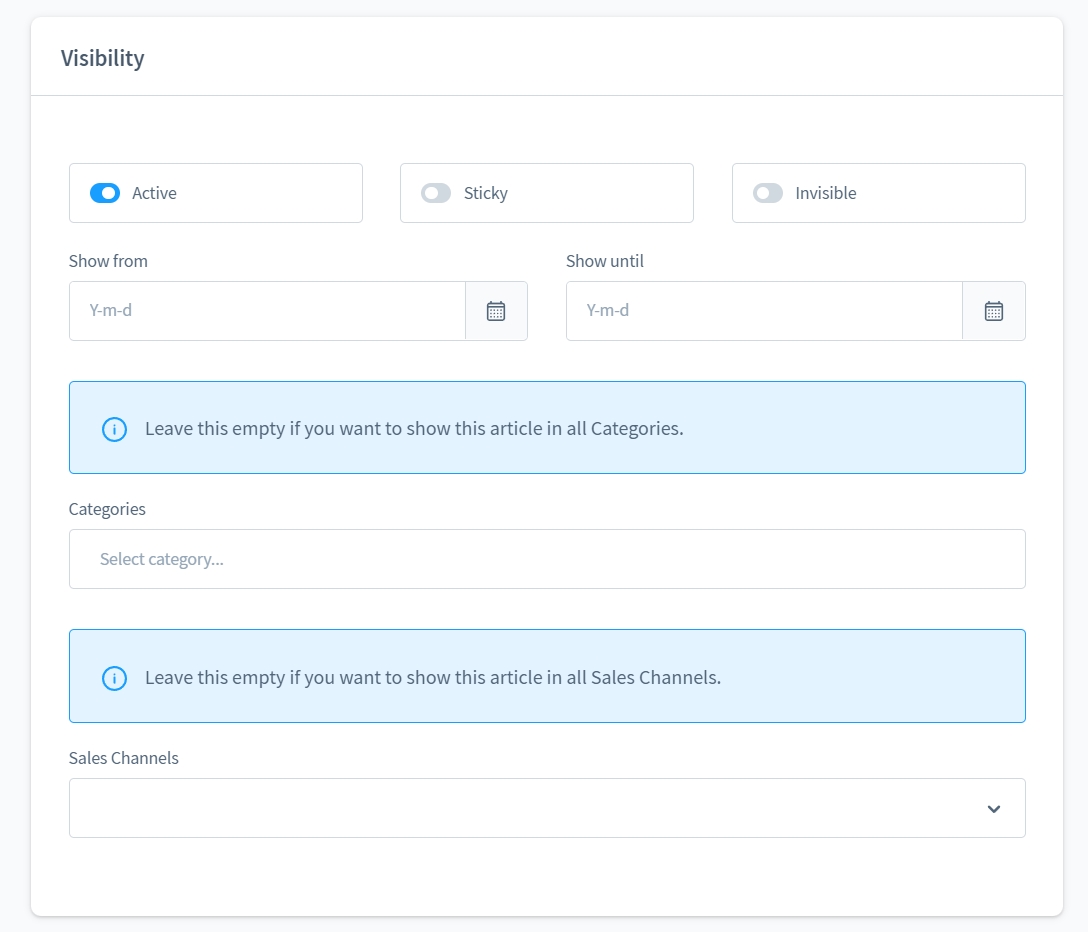 Visibility
Active
Sticky
Invisible
Show from
Show until
Y-m-d
Y-m-d
Leave this empty if you want to show this article in all Categories.
Categories
Select category...
Leave this empty if you want to show this article in all Sales Channels.
Sales Channels